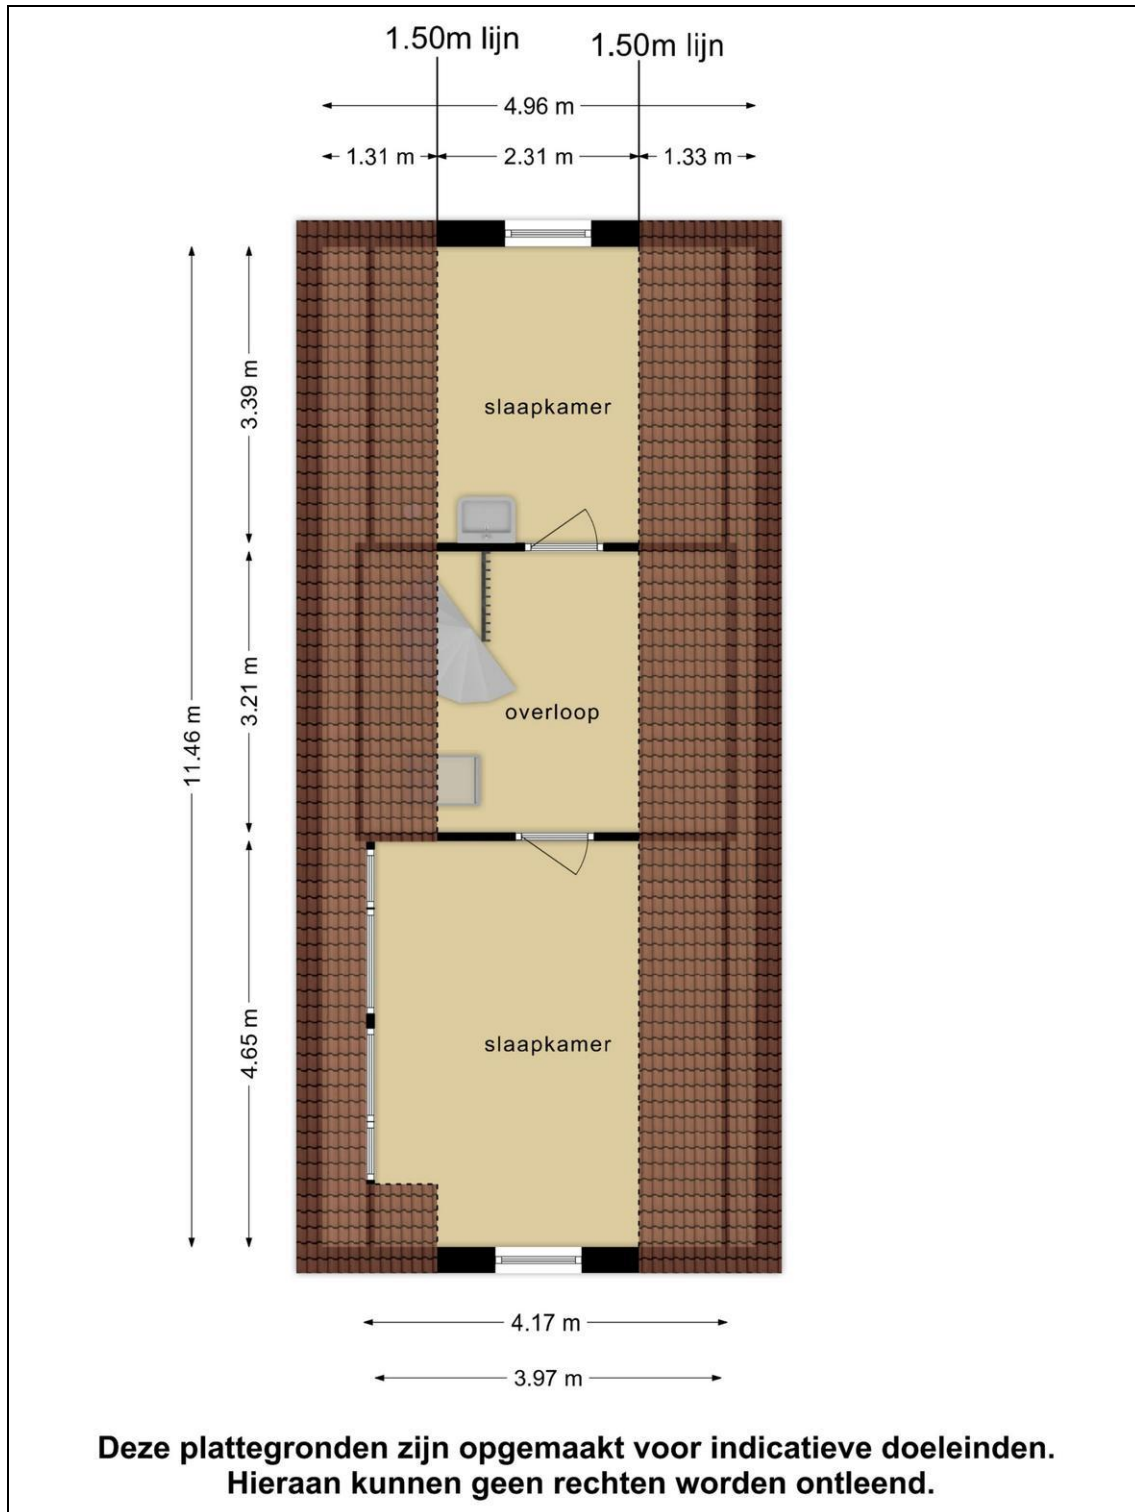 1.50m lijn
1.50m lijn
4.96 m
1.31 m
2.31 m
1.33 m
3.39 m
slaapkamer
3.21 m
overloop
11.46 m
4.65 m
slaapkamer
4.17 m
3.97 m
Deze plattegronden zijn opgemaakt voor indicatieve doeleinden.
Hieraan kunnen geen rechten worden ontleend.